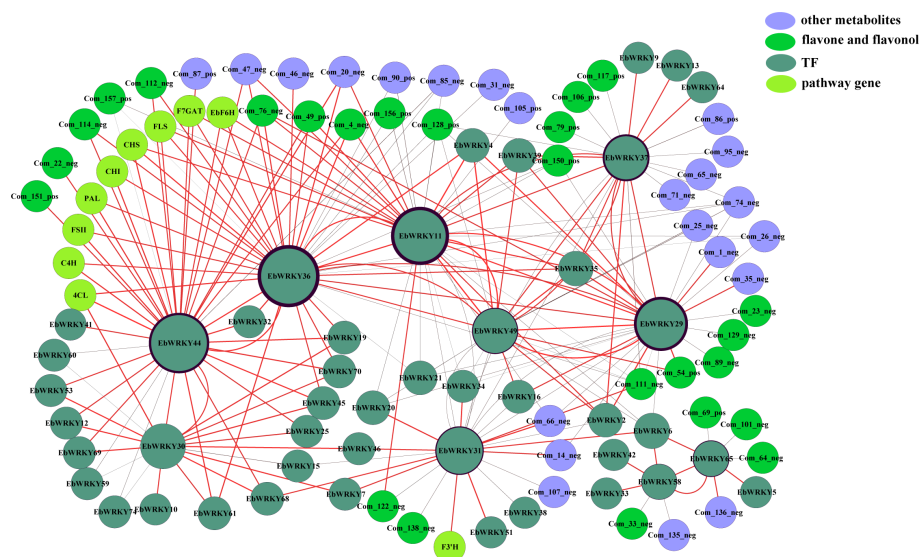 other metabolites
flavone and flavonol
TF
pathway gene
Com_87_pos
Com_47_neg
Com_46_neg
Com_20_neg
Com_90_pos
Com_85_neg
Com_31_neg
Com_105_pos
Com_112_neg
Com_157_pos
Com_114_neg
Com_22_neg
Com_151_pos
F7GAT
EbF6H
FLS
CHS
CHI
PAL
FSII
C4H
4CL
Com_76_neg
Com_49_pos
Com_4_neg
Com_156_pos
Com_128_pos
EbWRKY4
EbWRKY39
Com_117_pos
Com_106_pos
Com_79_pos
Com_150_pos
EbWRKY9
EbWRKY13
EbWRKY64
EbWRKY37
Com_86_pos
Com_95_neg
Com_65_neg
Com_71_neg
Com_74_neg
Com_25_neg
Com_26_neg
Com_1_neg
Com_35_neg
Com_23_neg
Com_129_neg
Com_89_neg
Com_54_pos
Com_111_neg
EbWRKY11
EbWRKY36
EbWRKY35
EbWRKY49
EbWRKY29
EbWRKY44
EbWRKY32
EbWRKY41
EbWRKY60
EbWRKY53
EbWRKY12
EbWRKY69
EbWRKY59
EbWRKY10
EbWRKY61
EbWRKY68
EbWRKY30
EbWRKY19
EbWRKY70
EbWRKY45
EbWRKY25
EbWRKY46
EbWRKY15
EbWRKY7
EbWRKY20
EbWRKY21
EbWRKY34
EbWRKY16
EbWRKY31
Com_66_neg
Com_14_neg
Com_107_neg
EbWRKY38
EbWRKY51
F3'H
Com_138_neg
Com_122_neg
EbWRKY2
EbWRKY6
EbWRKY42
EbWRKY33
EbWRKY58
EbWRKY65
EbWRKY5
Com_69_pos
Com_101_neg
Com_64_neg
Com_136_neg
Com_135_neg
Com_33_neg